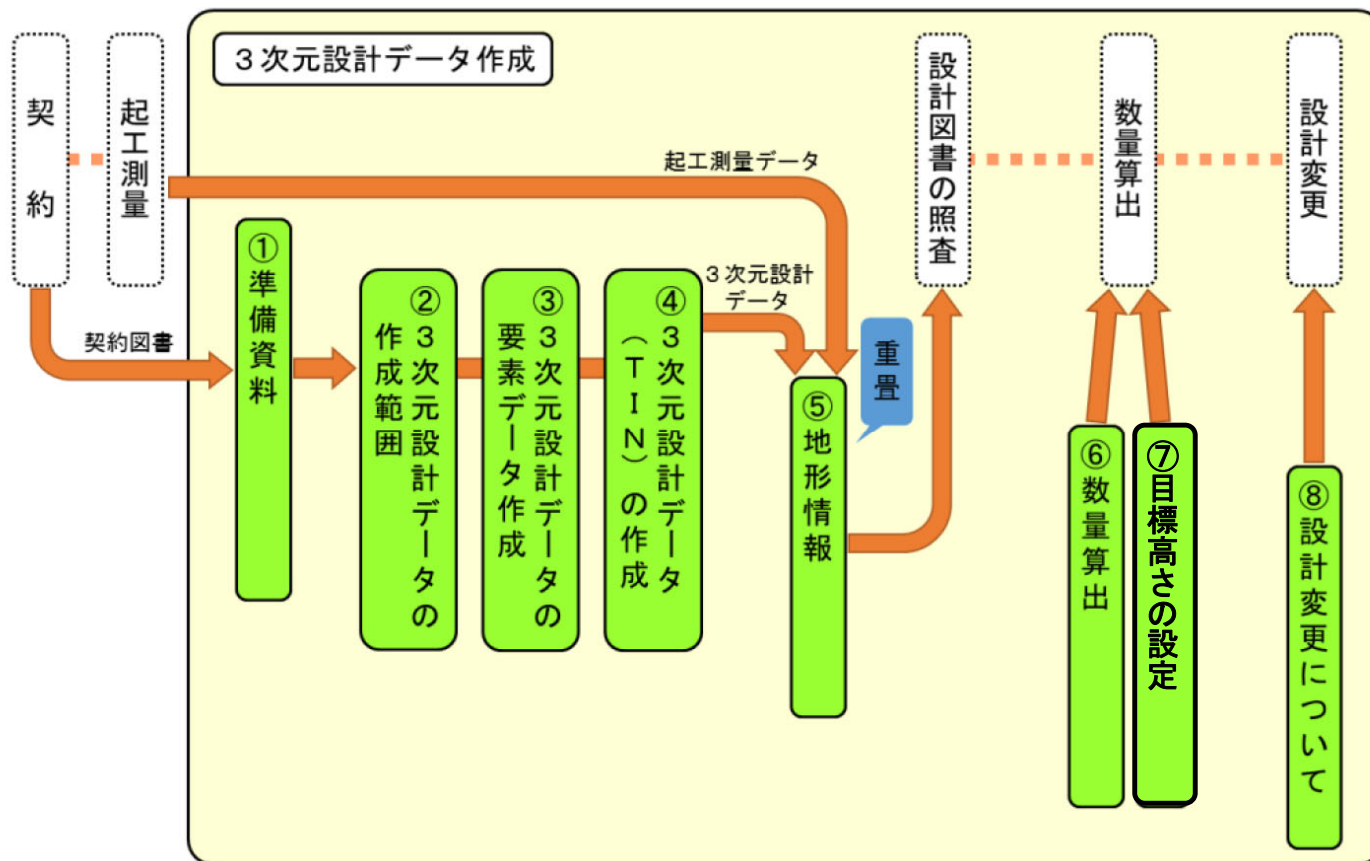 ３次元設計データ作成
契約
起工測量
設計図書の照査
数量算出
設計変更
起工測量データ
契約図書
①準備資料
②３次元設計データの
作成範囲
③３次元設計データの
要素データ作成
④３次元設計データ
（ＴＩＮ）の作成
３次元設計
データ
重畳
⑤地形情報
⑥数量算出
⑦目標高さの設定
⑧設計変更について